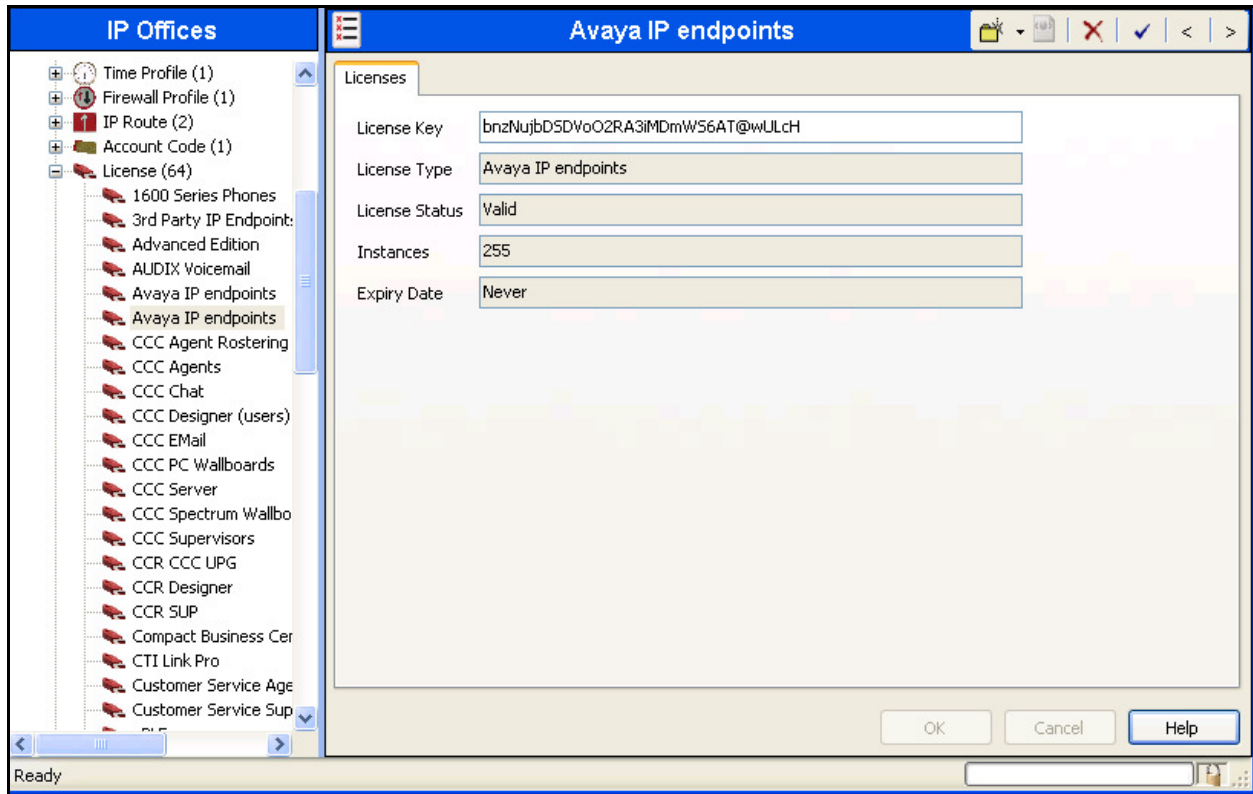 IP Offices
Time Profile (1)
Firewall Profile (1)
IP Route (2)
Account Code (1)
License (64)
1600 Series Phones
3rd Party IP Endpoint
Advanced Edition
AUDIX Voicemail
Avaya IP endpoints
Avaya IP endpoints
CCC Agent Rostering
CCC Agents
CCC Chat
CCC Designer (users)
CCC EMail
CCC PC Wallboards
CCC Server
CCC Spectrum Wallbo
CCC Supervisors
CCR CCC UPG
CCR Designer
CCR SUP
Compact Business Cer
CTI Link Pro
Customer Service Age
Customer Service Sup
Avaya IP endpoints
< >
Licenses
License Key bnzNujbDSDVoO2RA3iMDmWS6AT@wULcH
License Type Avaya IP endpoints
License Status Valid
Instances 255
Expiry Date Never
OK Cancel Help
Ready